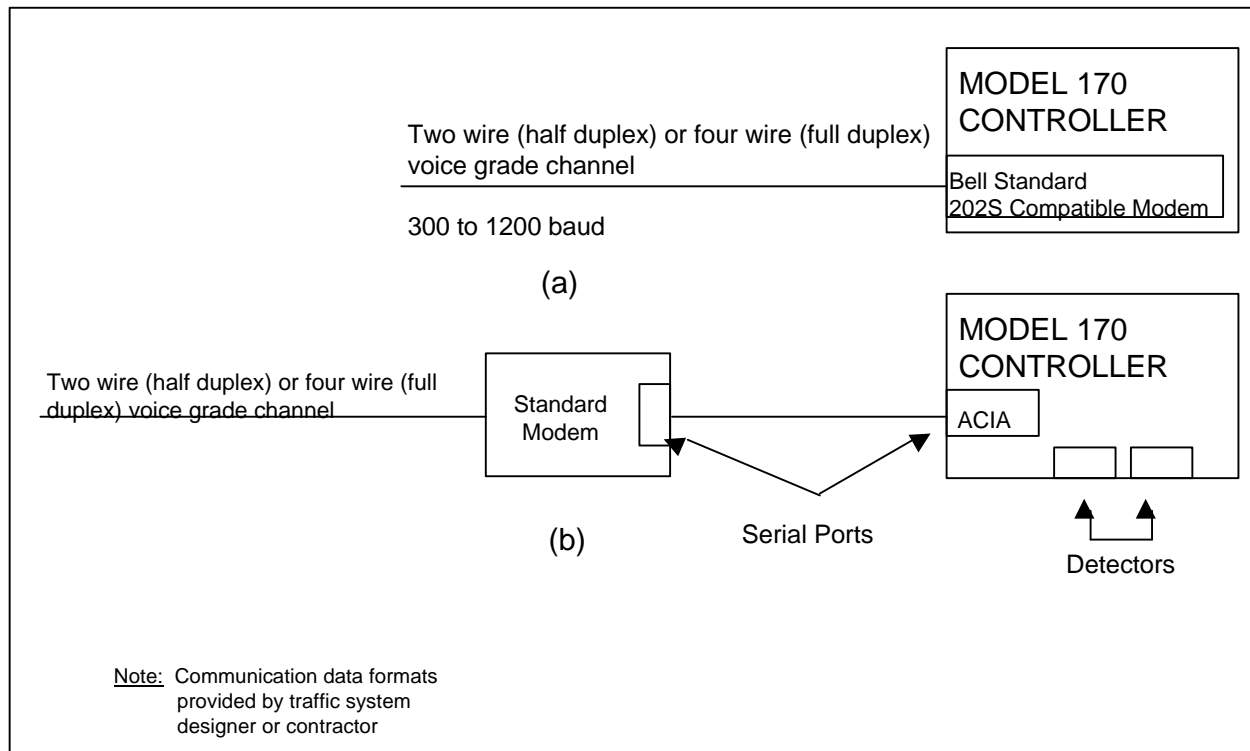 MODEL 170
CONTROLLER
Two wire (half duplex) or four wire (full duplex)
voice grade channel
Bell Standard
202S Compatible Modem
300 to 1200 baud
(a)
MODEL 170
CONTROLLER
Two wire (half duplex) or four wire (full
duplex) voice grade channel
Standard
Modem
ACIA
(b)
Serial Ports
Detectors
Note: Communication data formats
provided by traffic system
designer or contractor